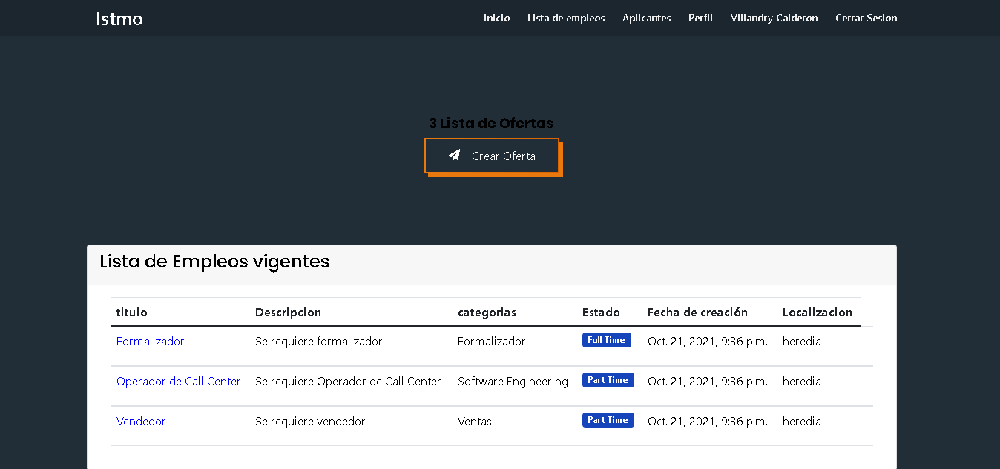 Istmo Inicio Lista de empleos Aplicantes Perfil Villandry Calderon Cerrar Sesion
3 Lista de Ofertas
Crear Oferta
Lista de Empleos vigentes
titulo Descripcion categorias Estado Fecha de creación Localizacion
Formalizador Se requiere formalizador Formalizador Full Time Oct. 21, 2021, 9:36 p.m. heredia
Operador de Call Center Se requiere Operador de Call Center Software Engineering Part Time Oct. 21, 2021, 9:36 p.m. heredia
Vendedor Se requiere vendedor Ventas Part Time Oct. 21, 2021, 9:36 p.m. heredia